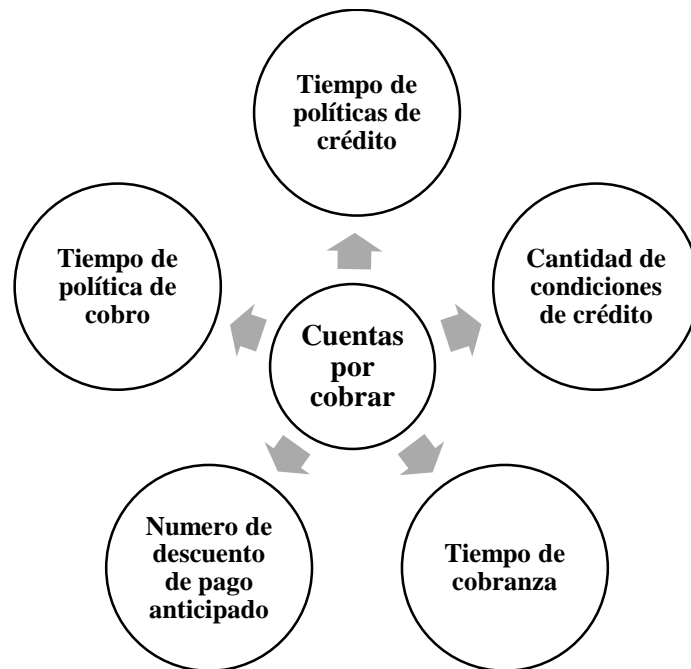 Tiempo de
políticas de
crédito
Tiempo de
política de
cobro
Cantidad de
condiciones
de crédito
Cuentas
por
cobrar
Numero de
descuento
de pago
anticipado
Tiempo de
cobranza